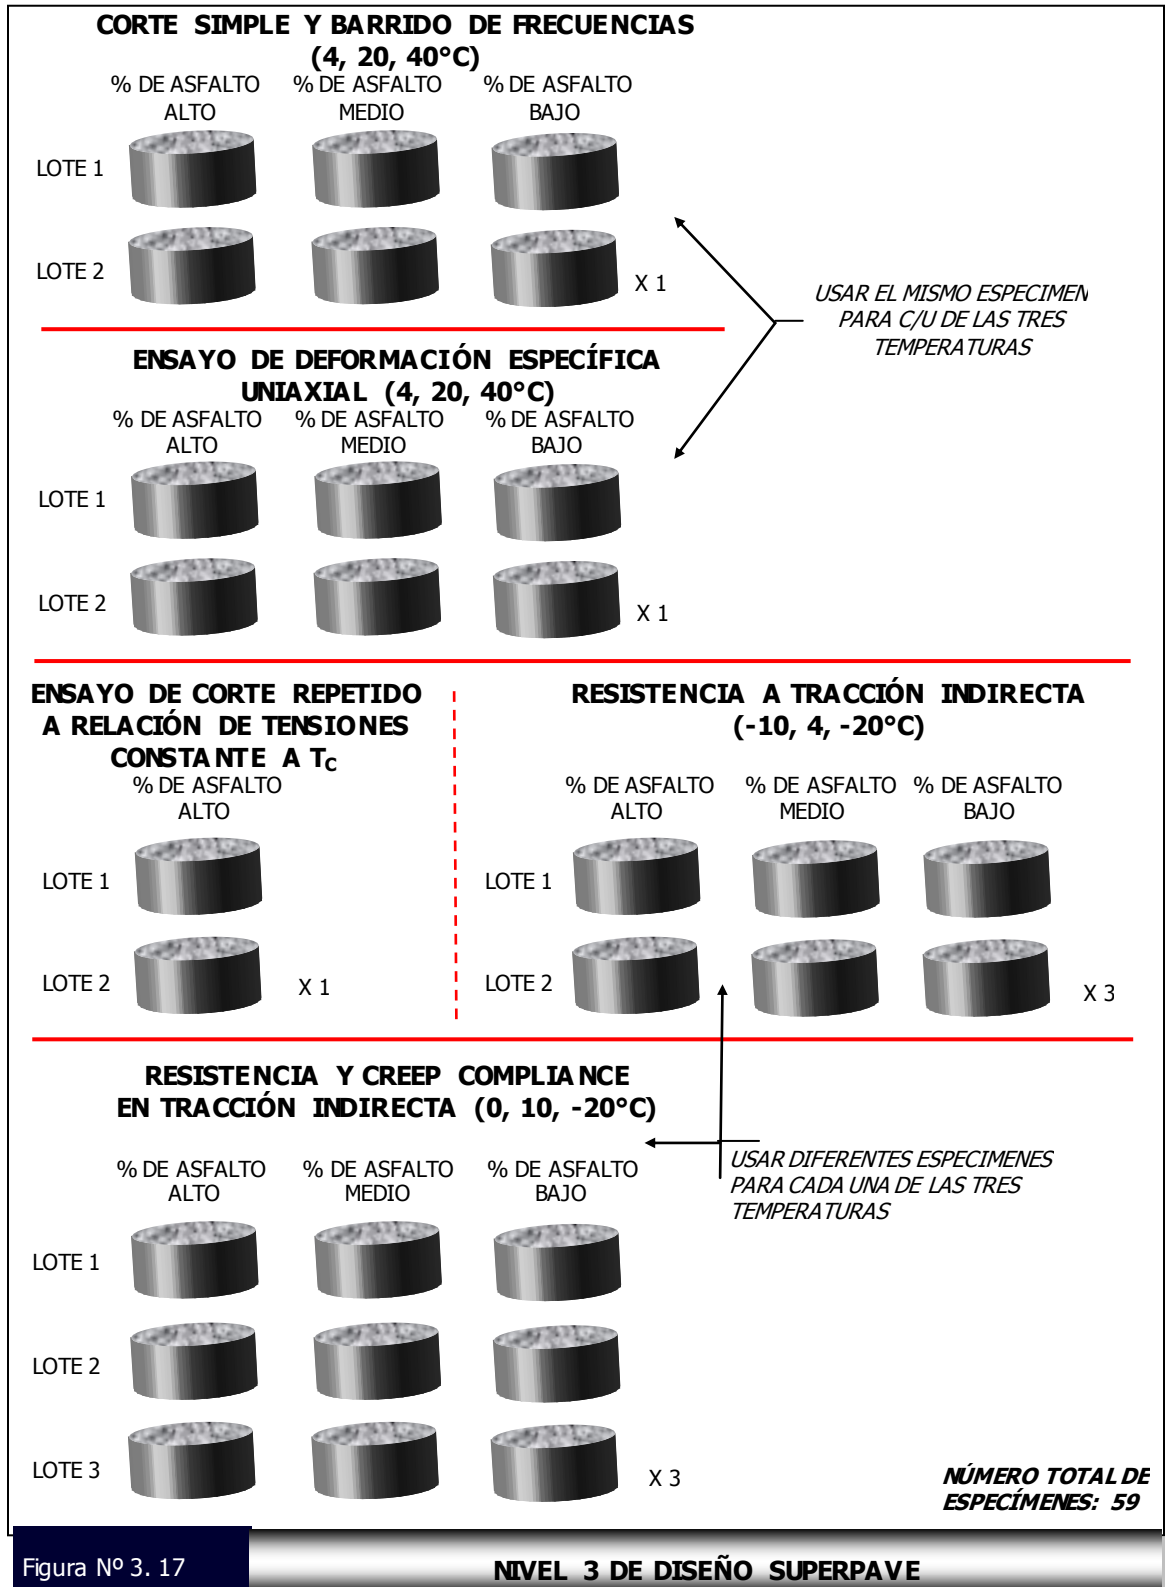 CORTE SIMPLE Y BARRIDO DE FRECUENCIAS
(4, 20, 40°C)
% DE ASFALTO ALTO
% DE ASFALTO MEDIO
% DE ASFALTO BAJO
LOTE 1
LOTE 2
X 1
USAR EL MISMO ESPECIMEN
PARA C/U DE LAS TRES
TEMPERATURAS
ENSAYO DE DEFORMACIÓN ESPECÍFICA
UNIAXIAL (4, 20, 40°C)
% DE ASFALTO ALTO
% DE ASFALTO MEDIO
% DE ASFALTO BAJO
LOTE 1
LOTE 2
X 1
ENSAYO DE CORTE REPETIDO
A RELACIÓN DE TENSIONES
CONSTANTE A TC
% DE ASFALTO
ALTO
LOTE 1
LOTE 2
X 1
RESISTENCIA A TRACCIÓN INDIRECTA
(-10, 4, -20°C)
% DE ASFALTO ALTO
% DE ASFALTO MEDIO
% DE ASFALTO BAJO
LOTE 1
LOTE 2
X 3
RESISTENCIA Y CREEP COMPLIANCE
EN TRACCIÓN INDIRECTA (0, 10, -20°C)
% DE ASFALTO ALTO
% DE ASFALTO MEDIO
% DE ASFALTO BAJO
USAR DIFERENTES ESPECIMENES
PARA CADA UNA DE LAS TRES
TEMPERATURAS
LOTE 1
LOTE 2
LOTE 3
X 3
NÚMERO TOTAL DE
ESPECÍMENES: 59
Figura Nº 3. 17
NIVEL 3 DE DISEÑO SUPERPAVE